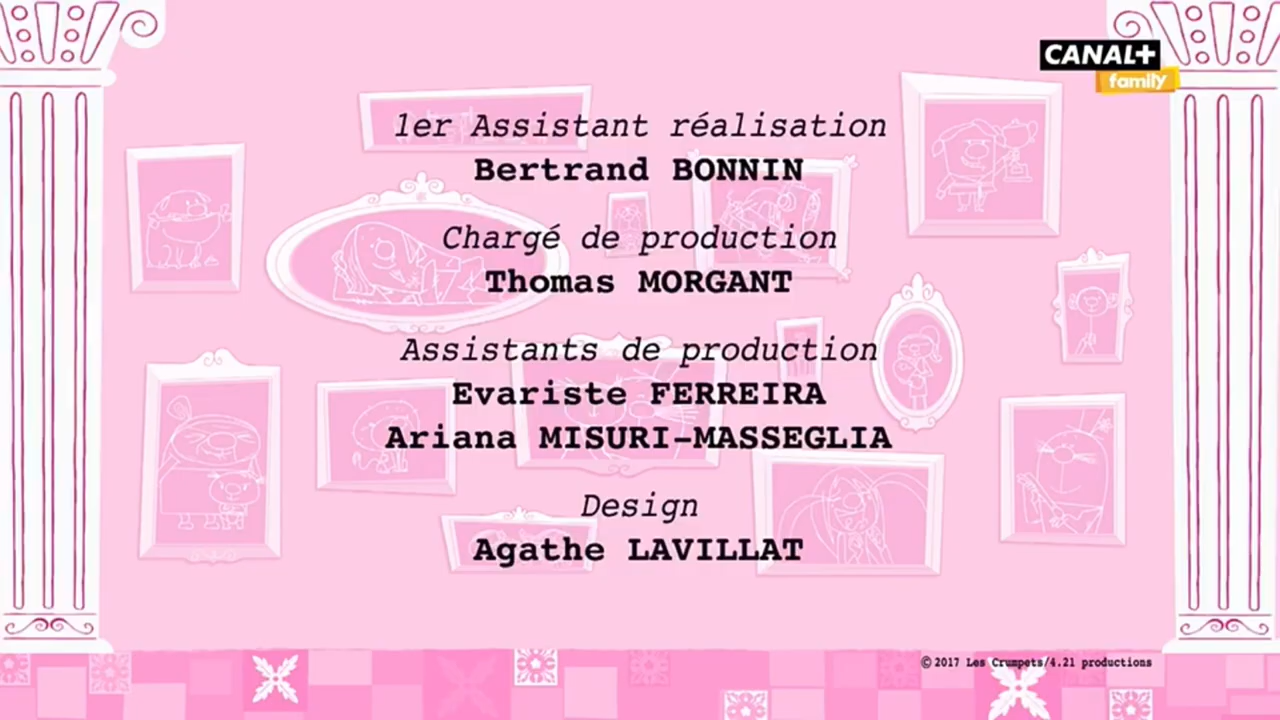 CANAL+
family
1er Assistant réalisation
Bertrand BONNIN
Chargé de production
Thomas MORGANT
Assistants de production
Evariste FERREIRA
Ariana MISURI-MASSEGLIA
Design
Agathe LAVILLAT
© 2017 Les Crumpets/4.21 productions